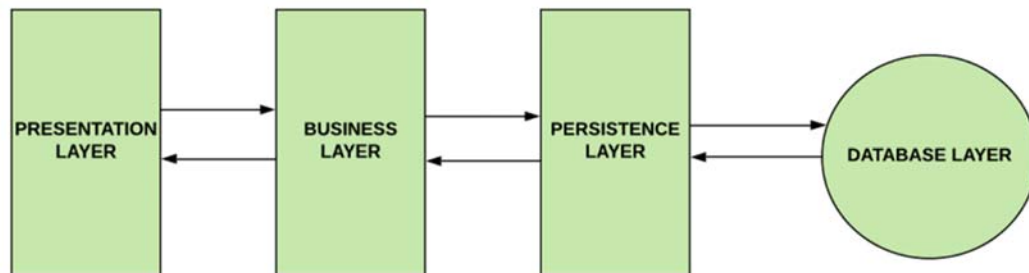 PRESENTATION
LAYER
BUSINESS
LAYER
PERSISTENCE
LAYER
DATABASE LAYER